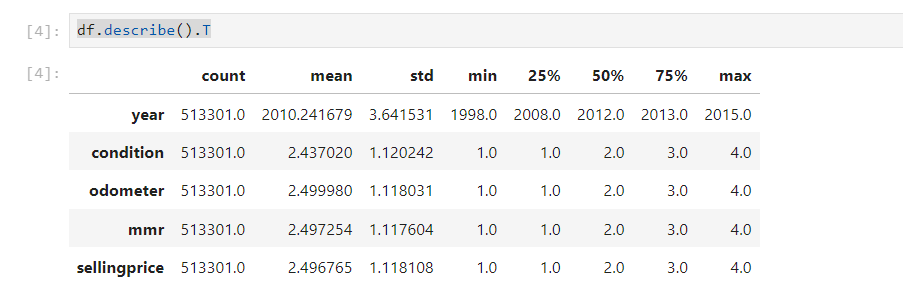 [4]: df.describe().T
[4]: count mean std min 25% 50% 75% max
year 513301.0 2010.241679 3.641531 1998.0 2008.0 2012.0 2013.0 2015.0
condition 513301.0 2.437020 1.120242 1.0 1.0 2.0 3.0 4.0
odometer 513301.0 2.499980 1.118031 1.0 1.0 2.0 3.0 4.0
mmr 513301.0 2.497254 1.117604 1.0 1.0 2.0 3.0 4.0
sellingprice 513301.0 2.496765 1.118108 1.0 1.0 2.0 3.0 4.0